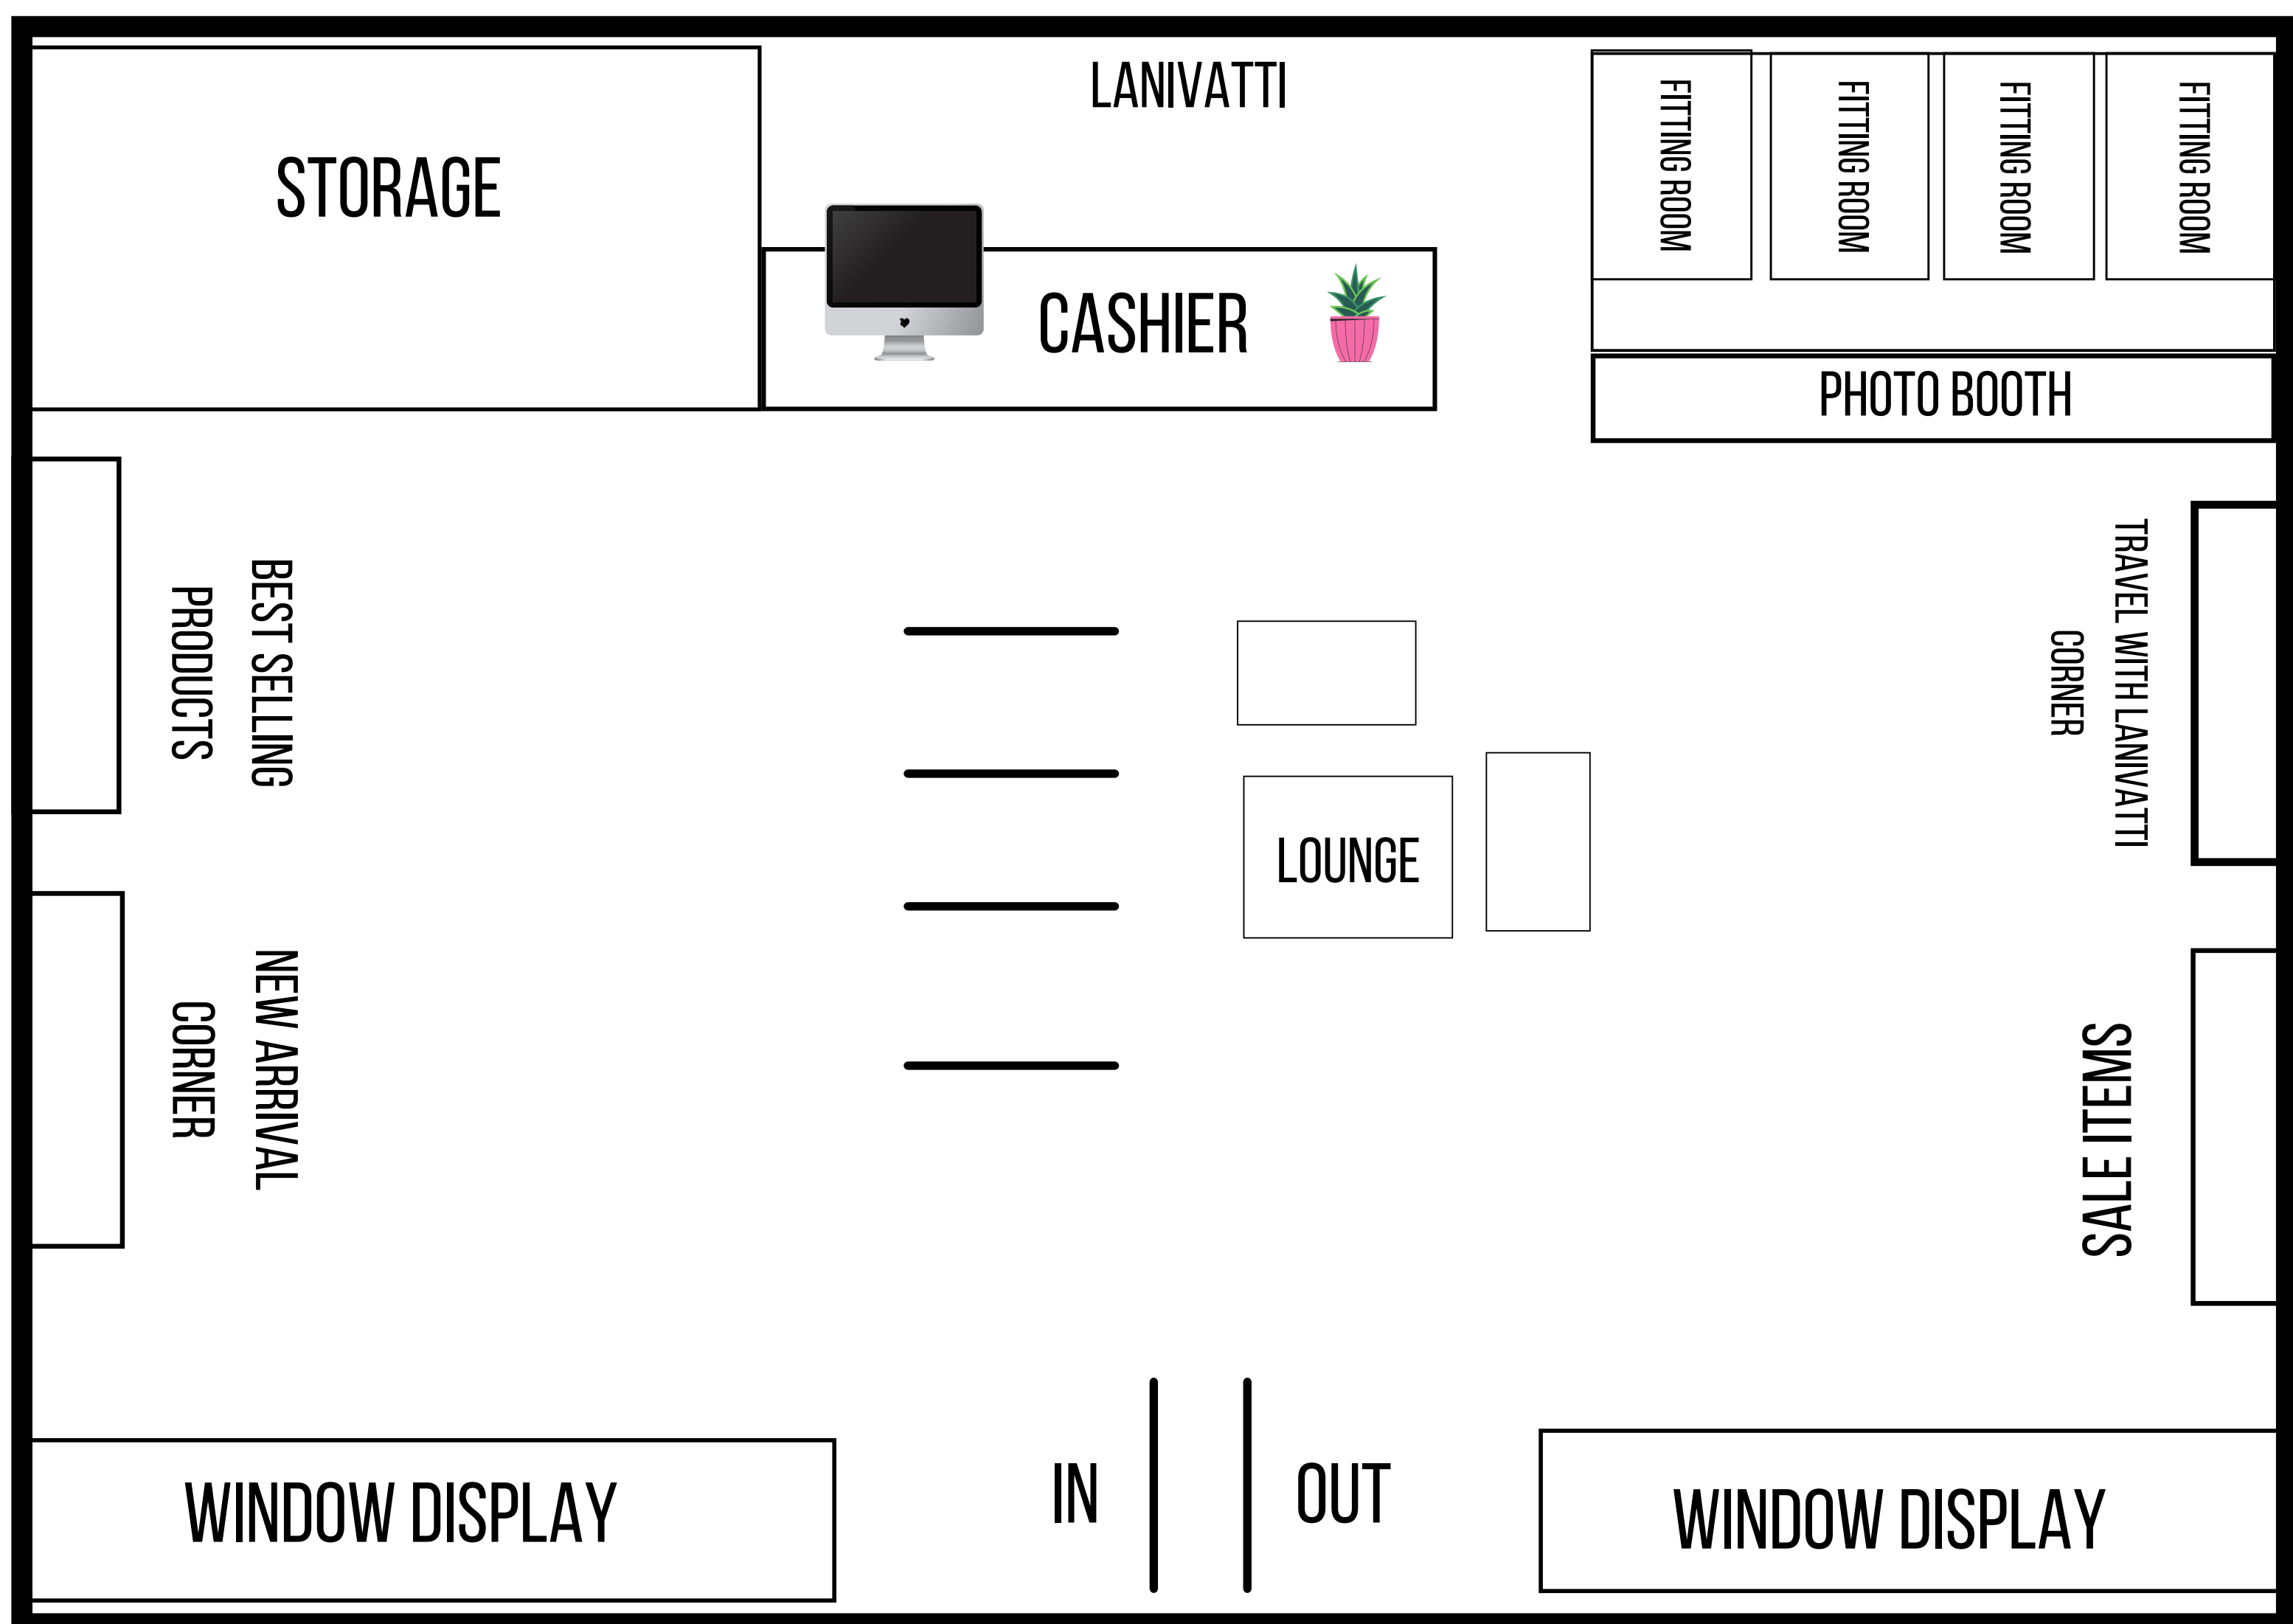 LANIVATTI
STORAGE
FITTING ROOM
FITTING ROOM
FITTING ROOM
FITTING ROOM
CASHIER
PHOTO BOOTH
BEST SELLING
PRODUCTS
TRAVEL WITH LANIVATTI
CORNER
LOUNGE
NEW ARRIVAL
CORNER
SALE ITEMS
WINDOW DISPLAY
IN
OUT
WINDOW DISPLAY